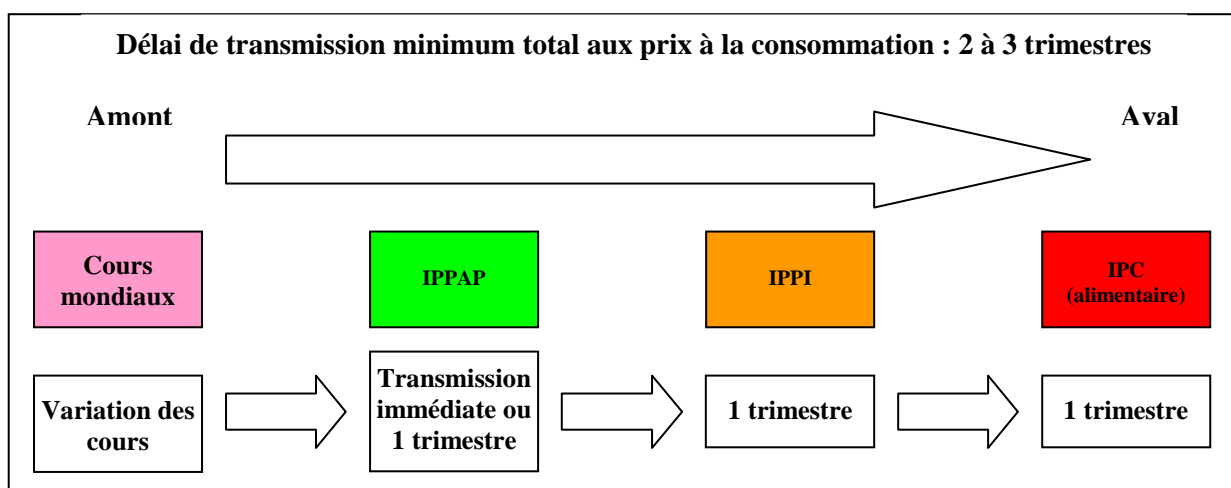 Délai de transmission minimum total aux prix à la consommation : 2 à 3 trimestres
Amont
Aval
Cours
mondiaux
IPPAP
IPPI
IPC
(alimentaire)
Variation des
cours
Transmission
immédiate ou
1 trimestre
1 trimestre
1 trimestre